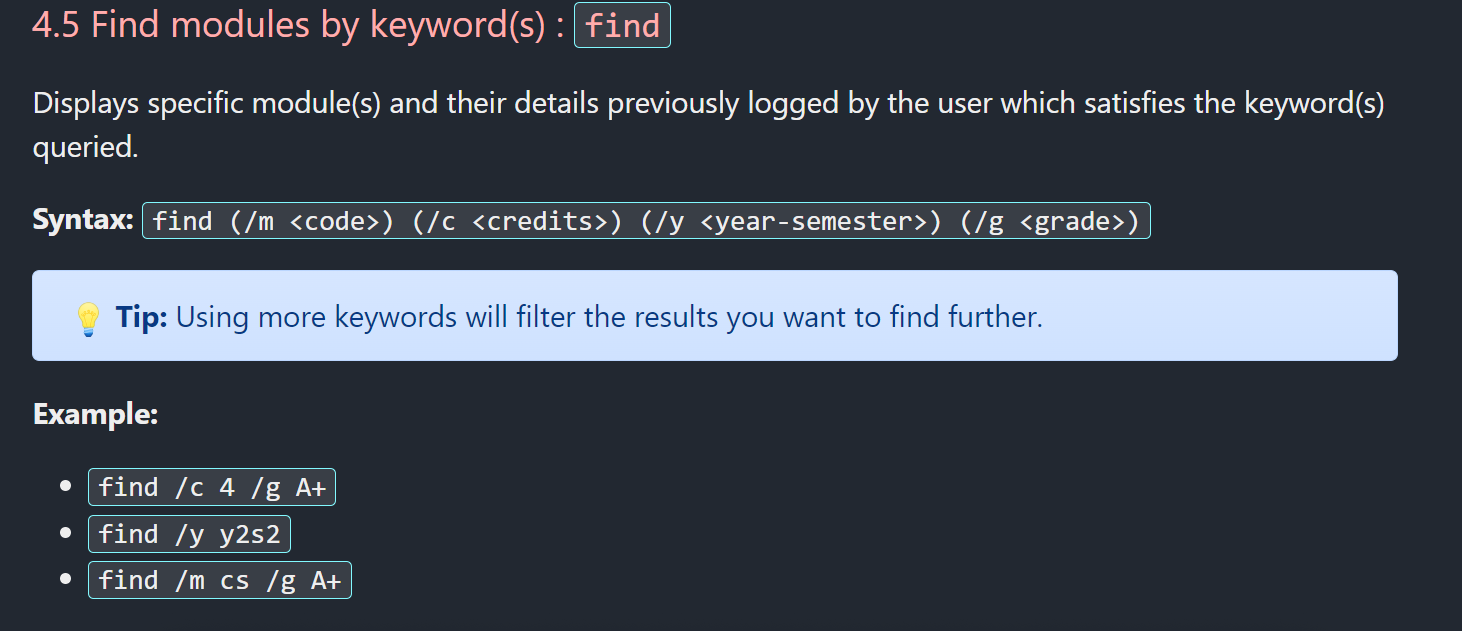 4.5 Find modules by keyword(s) : find
Displays specific module(s) and their details previously logged by the user which satisfies the keyword(s)
queried.
Syntax: find (/m <code>) (/c <credits>) (/y <year-semester>) (/g <grade>)
💡 Tip: Using more keywords will filter the results you want to find further.
Example:
• find /c 4 /g A+
• find /y y2s2
• find /m cs /g A+